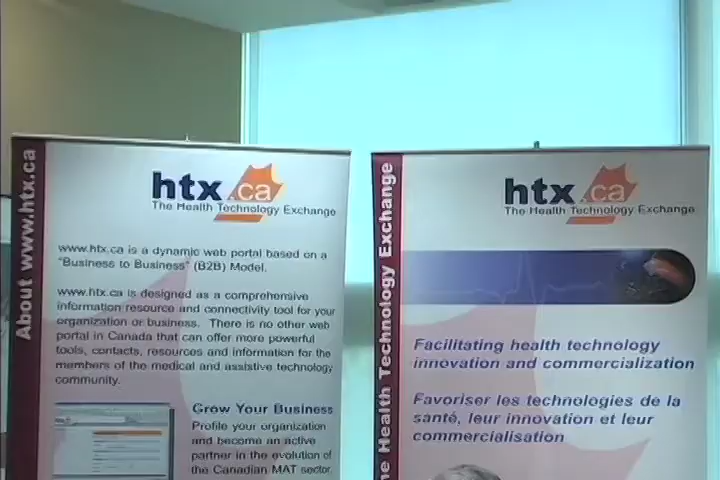 About www.htx.ca
htx.ca
The Health Technology Exchange
www.htx.ca is a dynamic web portal based on a
"Business to Business" (B2B) Model.
www.htx.ca is designed as a comprehensive
information resource and connectivity tool for your
organization or business. There is no other web
portal in Canada that can offer more powerful
tools, contacts, resources and information for the
members of the medical and assistive technology
community.
Grow Your Business
Profile your organization
and become an active
partner in the evolution of
the Canadian MAT sector.
he Health Technology Exchange
htx.ca
The Health Technology Exchange
Facilitating health technology
innovation and commercialization
Favoriser les technologies de la
santé, leur innovation et leur
commercialisation